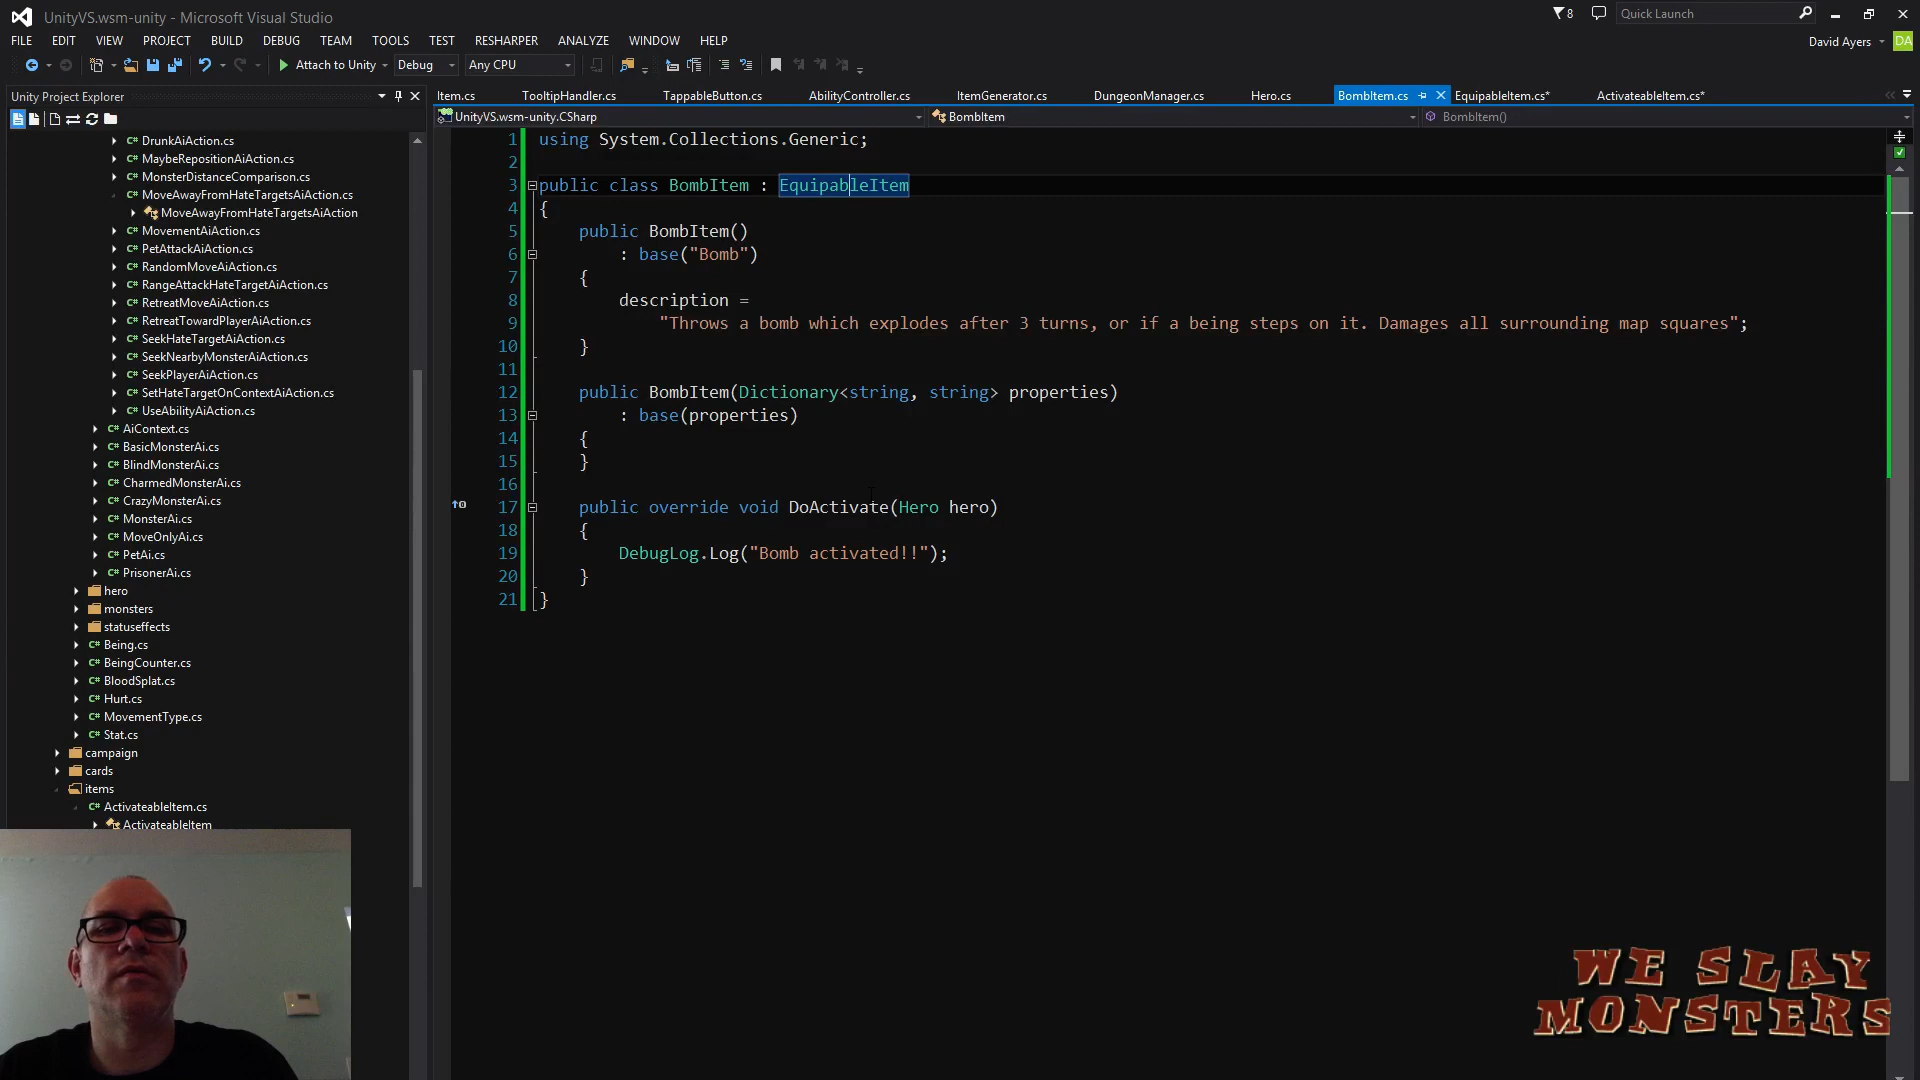 UnityVS.wsm-unity - Microsoft Visual Studio
8
Quick Launch
FILE EDIT VIEW PROJECT BUILD DEBUG TEAM TOOLS TEST RESHARPER ANALYZE WINDOW HELP
David Ayers
DA
Attach to Unity Debug Any CPU
Unity Project Explorer
Item.cs TooltipHandler.cs TappableButton.cs AbilityController.cs ItemGenerator.cs DungeonManager.cs Hero.cs BombItem.cs EquipableItem.cs* ActivateableItem.cs*
UnityVS.wsm-unity.CSharp BombItem BombItem()
C# DrunkAiAction.cs
C# MaybeRepositionAiAction.cs
C# MonsterDistanceComparison.cs
C# MoveAwayFromHateTargetsAiAction.cs
MoveAwayFromHateTargetsAiAction
C# MovementAiAction.cs
C# PetAttackAiAction.cs
C# RandomMoveAiAction.cs
C# RangeAttackHateTargetAiAction.cs
C# RetreatMoveAiAction.cs
C# RetreatTowardPlayerAiAction.cs
C# SeekHateTargetAiAction.cs
C# SeekNearbyMonsterAiAction.cs
C# SeekPlayerAiAction.cs
C# SetHateTargetOnContextAiAction.cs
C# UseAbilityAiAction.cs
C# AiContext.cs
C# BasicMonsterAi.cs
C# BlindMonsterAi.cs
C# CharmedMonsterAi.cs
C# CrazyMonsterAi.cs
C# MonsterAi.cs
C# MoveOnlyAi.cs
C# PetAi.cs
C# PrisonerAi.cs
hero
monsters
statuseffects
C# Being.cs
C# BeingCounter.cs
C# BloodSplat.cs
C# Hurt.cs
C# MovementType.cs
C# Stat.cs
campaign
cards
items
C# ActivateableItem.cs
ActivateableItem
1 using System.Collections.Generic;
2
3 public class BombItem : EquipableItem
4 {
5 public BombItem()
6 : base("Bomb")
7 {
8 description =
9 "Throws a bomb which explodes after 3 turns, or if a being steps on it. Damages all surrounding map squares";
10 }
11
12 public BombItem(Dictionary<string, string> properties)
13 : base(properties)
14 {
15 }
16
17 public override void DoActivate(Hero hero)
18 {
19 DebugLog.Log("Bomb activated!!");
20 }
21 }
WE SLAY
MONSTERS